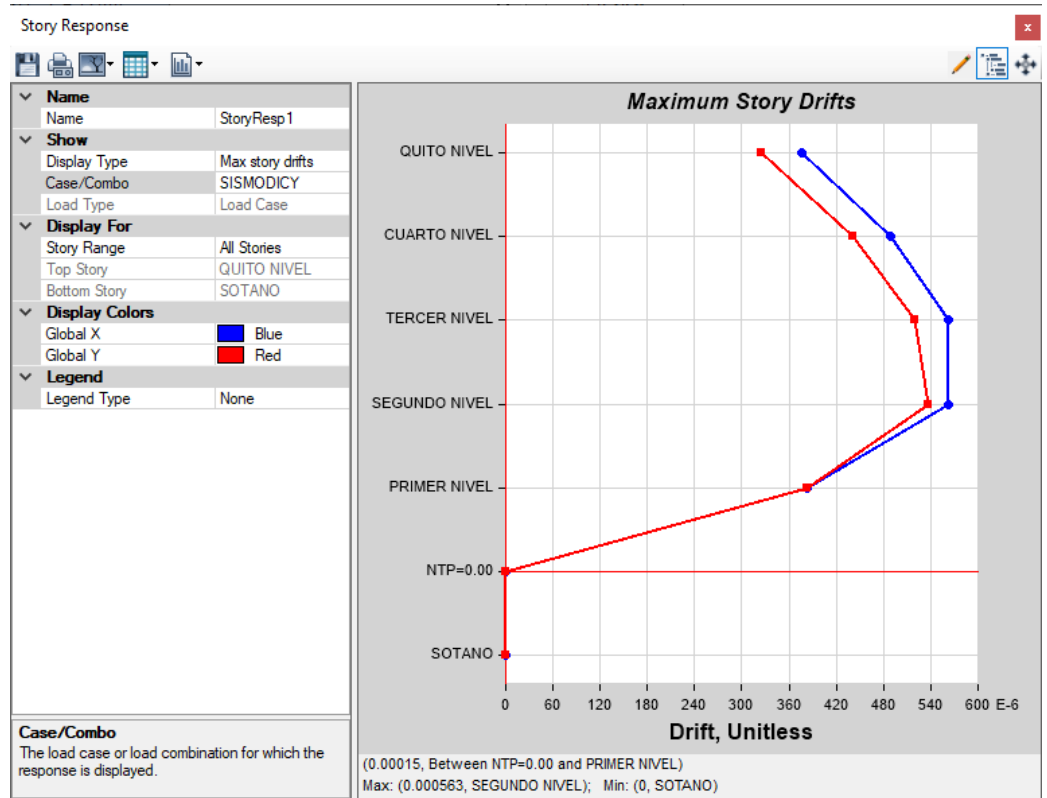 Story Response
x
Name
Name StoryResp1
Show
Display Type Max story drifts
Case/Combo SISMODICY
Load Type Load Case
Display For
Story Range All Stories
Top Story QUITO NIVEL
Bottom Story SOTANO
Display Colors
Global X Blue
Global Y Red
Legend
Legend Type None
Case/Combo
The load case or load combination for which the
response is displayed.
Maximum Story Drifts
QUITO NIVEL
CUARTO NIVEL
TERCER NIVEL
SEGUNDO NIVEL
PRIMER NIVEL
NTP=0.00
SOTANO
0 60 120 180 240 300 360 420 480 540 600 E-6
Drift, Unitless
(0.00015, Between NTP=0.00 and PRIMER NIVEL)
Max: (0.000563, SEGUNDO NIVEL); Min: (0, SOTANO)